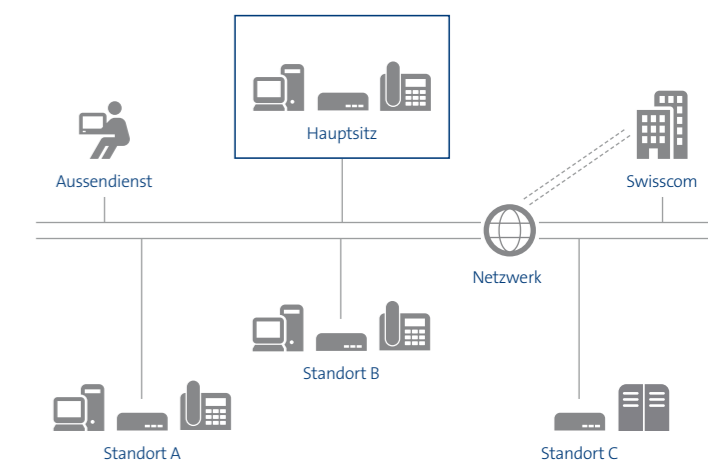 Hauptsitz
Aussendienst
Swisscom
Netzwerk
Standort B
Standort A
Standort C